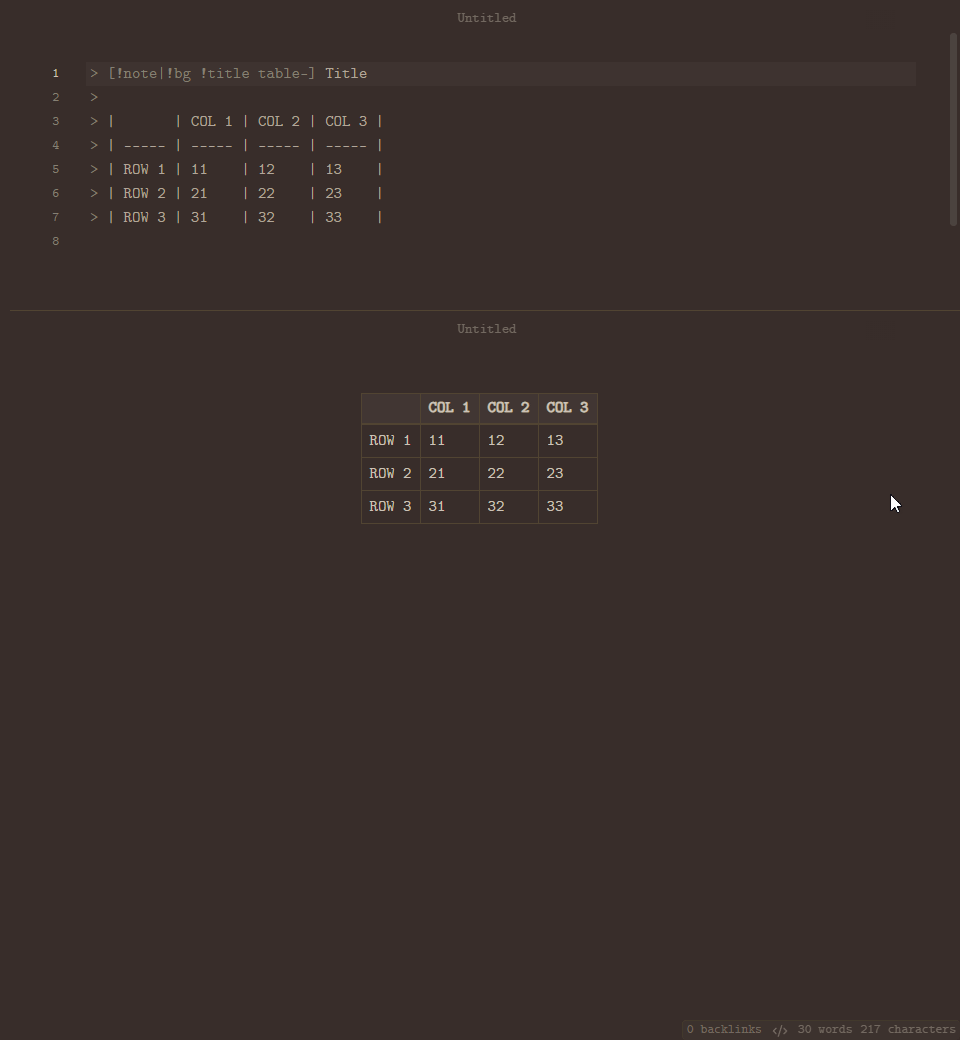 Untitled
1 > [!note|!bg !title table-] Title
2 >
3 > |       | COL 1 | COL 2 | COL 3 |
4 > | ----- | ----- | ----- | ----- |
5 > | ROW 1 | 11    | 12    | 13    |
6 > | ROW 2 | 21    | 22    | 23    |
7 > | ROW 3 | 31    | 32    | 33    |
8
Untitled
COL 1 COL 2 COL 3
ROW 1 11 12 13
ROW 2 21 22 23
ROW 3 31 32 33
0 backlinks </> 30 words 217 characters